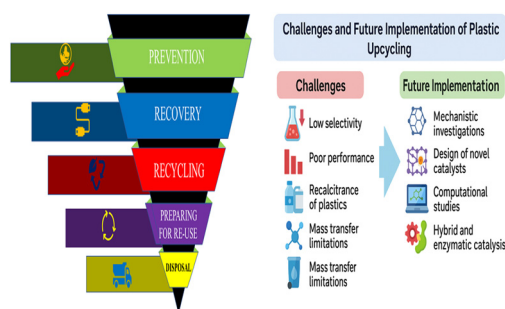 PREVENTION
RECOVERY
RECYCLING
PREPARING
FOR RE-USE
DISPOSAL
Challenges and Future Implementation of Plastic
Upcycling
Challenges
Low selectivity
Poor performance
Recalcitrance
of plastics
Mass transfer
limitations
Mass transfer
limitations
Future Implementation
Mechanistic
investigations
Design of novel
catalysts
Computational
studies
Hybrid and
enzymatic catalysis